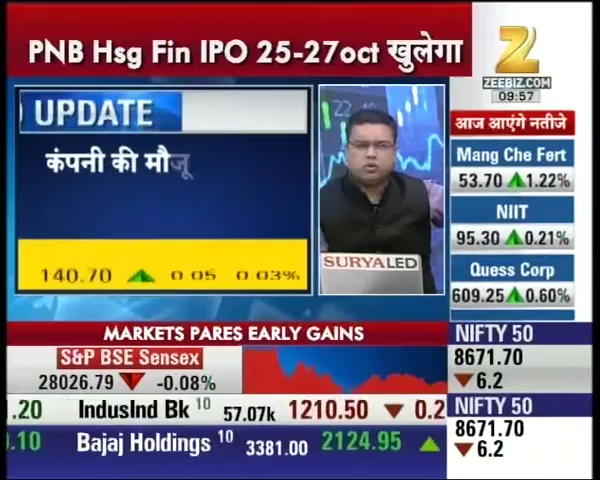 PNB Hsg Fin IPO 25-27oct खुलेगा
Z
ZEEBIZ.COM
09:57
UPDATE
कंपनी की मौजू
140.70 0.05 0.03%
22
SURYA LED
आज आएंगे नतीजे
Mang Che Fert
53.70 1.22%
NIIT
95.30 0.21%
Quess Corp
609.25 0.60%
MARKETS PARES EARLY GAINS
S&P BSE Sensex
28026.79 -0.08%
NIFTY 50
8671.70
6.2
.20 IndusInd Bk 10 57.07k 1210.50 0.2
.10 Bajaj Holdings 10 3381.00 2124.95
NIFTY 50
8671.70
6.2